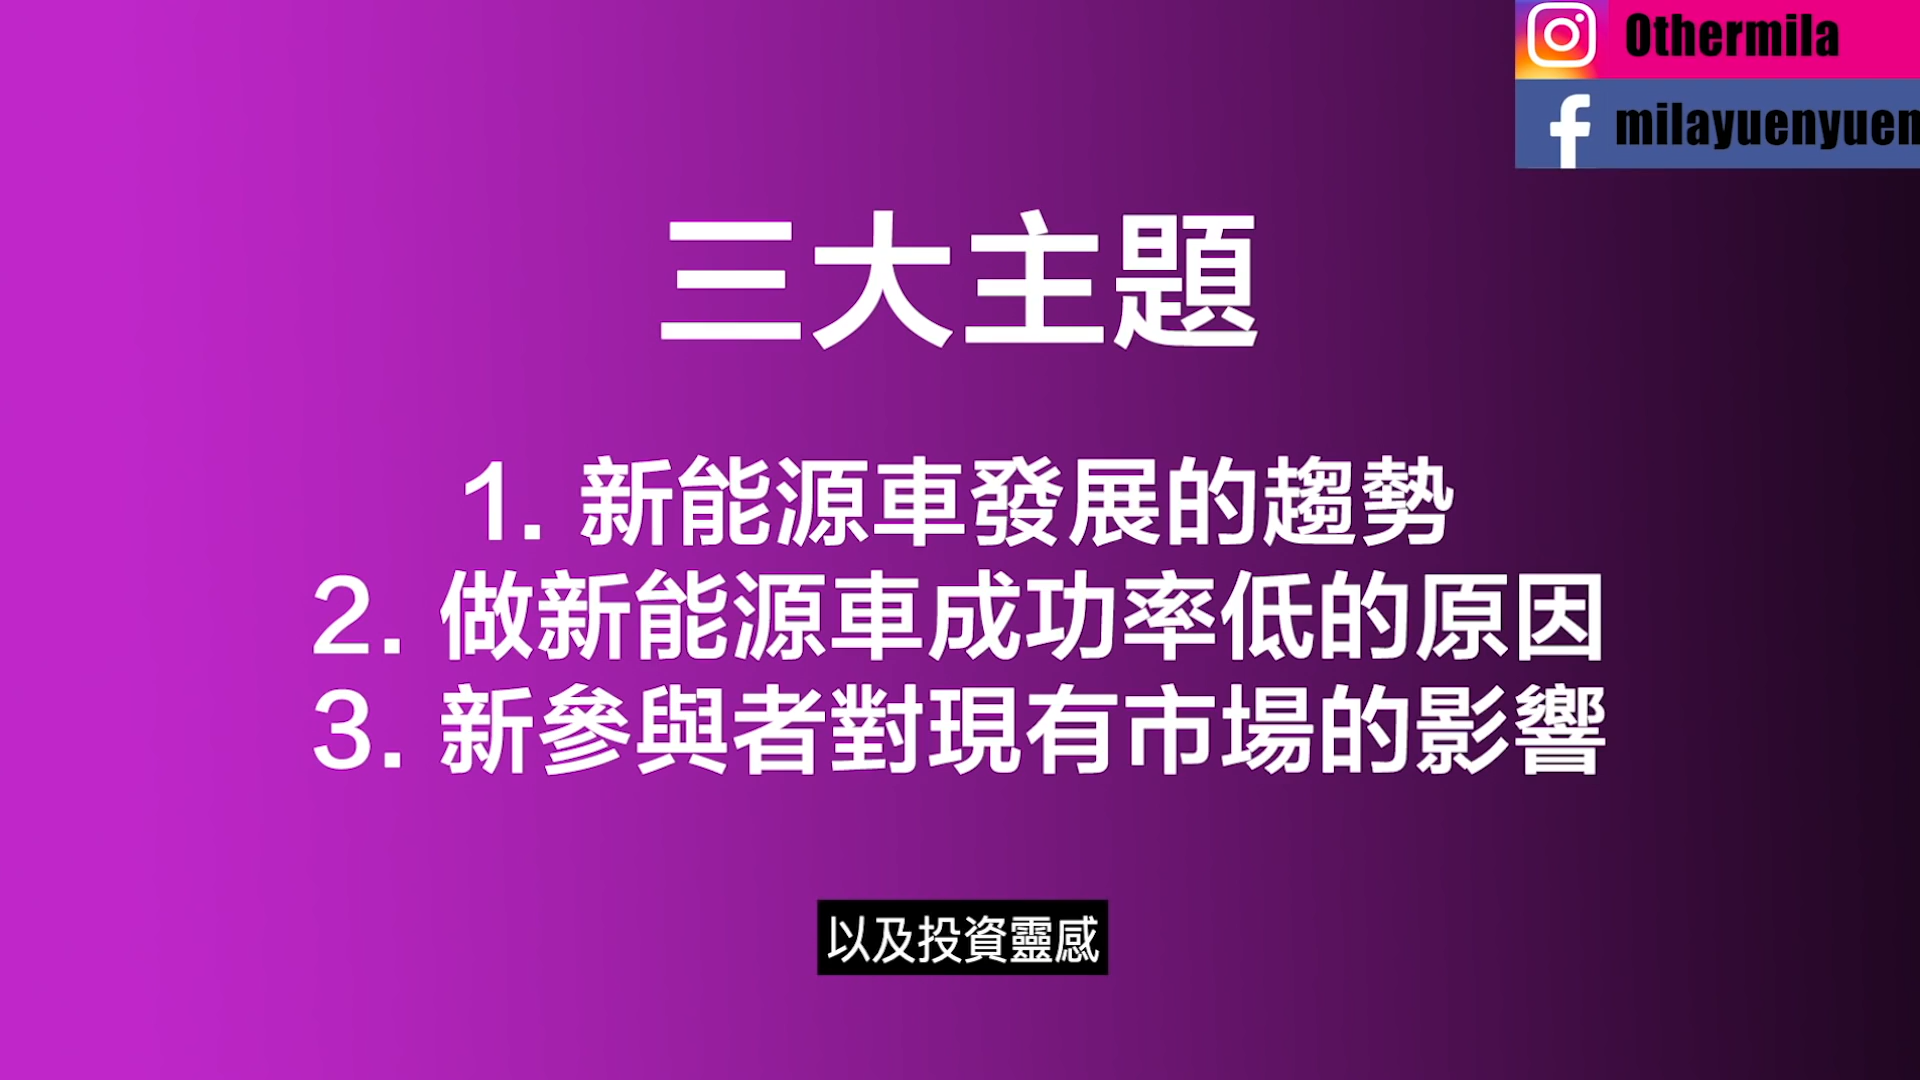 Othermila
milayuenyuen
三大主題
1. 新能源車發展的趨勢
2. 做新能源車成功率低的原因
3. 新參與者對現有市場的影響
以及投資靈感